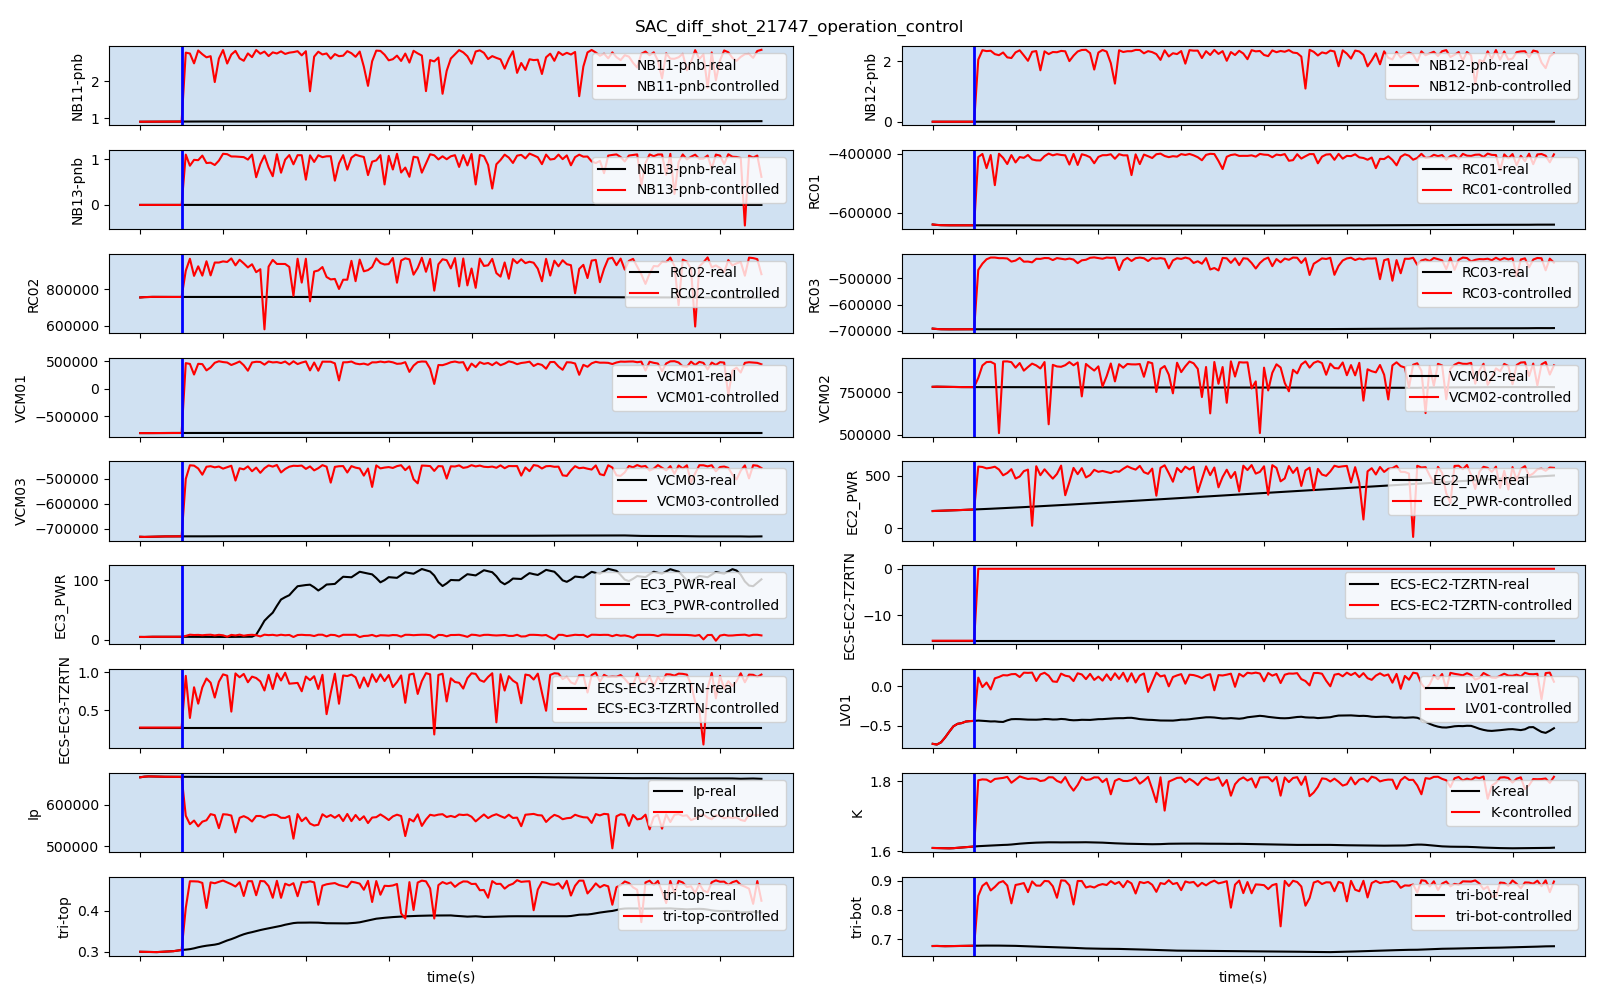 SAC_diff_shot_21747_operation_control
NB11-pnb
2
1
NB11-pnb-real
NB11-pnb-controlled
NB12-pnb
2
0
NB12-pnb-real
NB12-pnb-controlled
NB13-pnb
1
0
NB13-pnb-real
NB13-pnb-controlled
RC01
−400000
−600000
RC01-real
RC01-controlled
RC02
800000
600000
RC02-real
RC02-controlled
RC03
−500000
−600000
−700000
RC03-real
RC03-controlled
VCM01
500000
0
−500000
VCM01-real
VCM01-controlled
VCM02
750000
500000
VCM02-real
VCM02-controlled
VCM03
−500000
−600000
−700000
VCM03-real
VCM03-controlled
EC2_PWR
500
0
EC2_PWR-real
EC2_PWR-controlled
EC3_PWR
100
0
EC3_PWR-real
EC3_PWR-controlled
ECS-EC2-TZRTN
0
−10
ECS-EC2-TZRTN-real
ECS-EC2-TZRTN-controlled
ECS-EC3-TZRTN
1.0
0.5
ECS-EC3-TZRTN-real
ECS-EC3-TZRTN-controlled
LV01
0.0
−0.5
LV01-real
LV01-controlled
Ip
600000
500000
Ip-real
Ip-controlled
K
1.8
1.6
K-real
K-controlled
tri-top
0.4
0.3
tri-top-real
tri-top-controlled
time(s)
tri-bot
0.9
0.8
0.7
tri-bot-real
tri-bot-controlled
time(s)